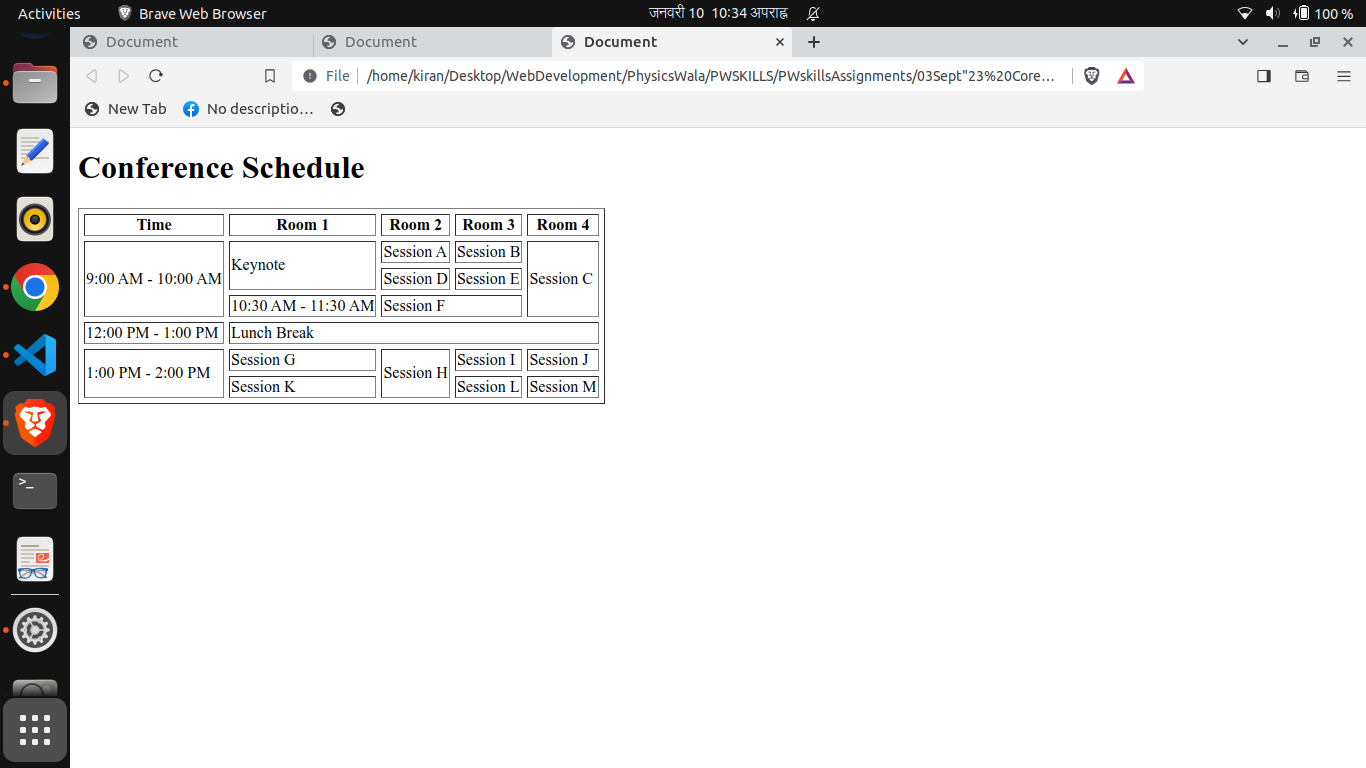 Activities Brave Web Browser जनवरी 10 10:34 अपराह्न 100 %
Document Document Document
File /home/kiran/Desktop/WebDevelopment/PhysicsWala/PWSKILLS/PWskillsAssignments/03Sept"23%20Core…
New Tab No descriptio…
Conference Schedule
Time Room 1 Room 2 Room 3 Room 4
9:00 AM - 10:00 AM Keynote Session A Session B Session C
Session D Session E
10:30 AM - 11:30 AM Session F
12:00 PM - 1:00 PM Lunch Break
1:00 PM - 2:00 PM Session G Session H Session I Session J
Session K Session L Session M